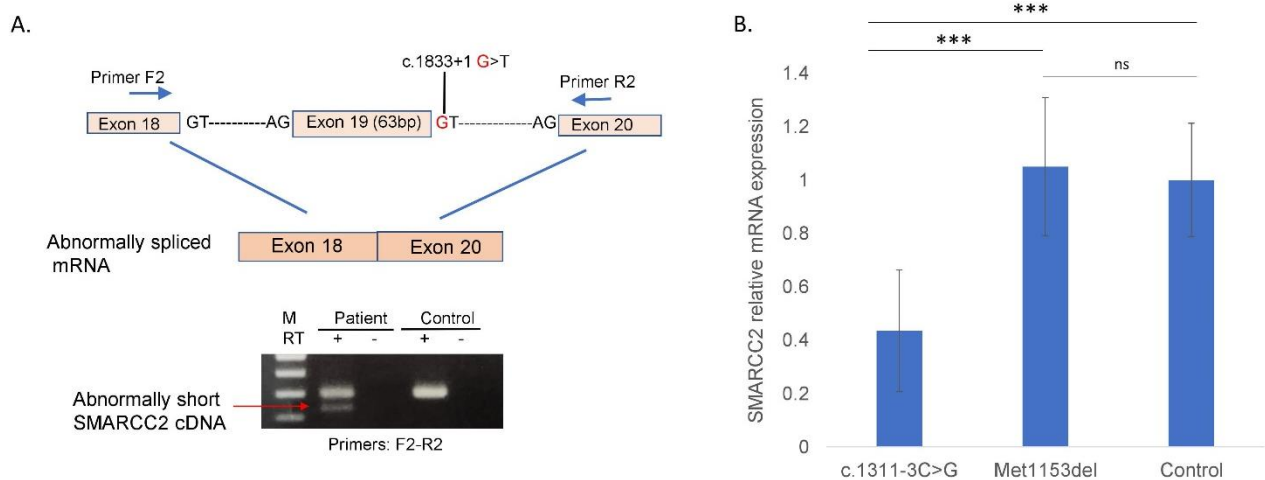 A.
c.1833+1 G>T
Primer F2
Primer R2
Exon 18 GT----------AG Exon 19 (63bp) GT-------------AG Exon 20
Abnormally spliced
mRNA
Exon 18 Exon 20
M Patient Control
RT + - + -
Abnormally short
SMARCC2 cDNA
Primers: F2-R2
B.
***
***
ns
SMARCC2 relative mRNA expression
1.4
1.2
1
0.8
0.6
0.4
0.2
0
c.1311-3C>G Met1153del Control